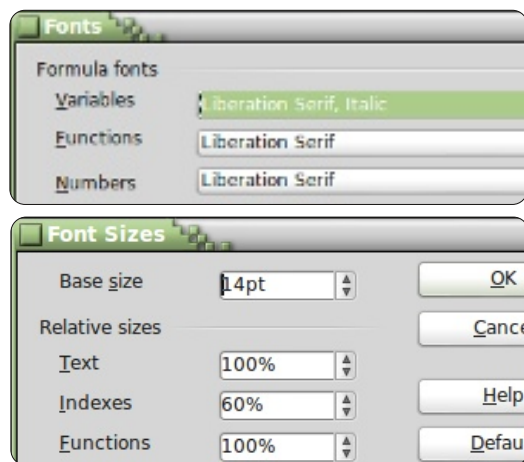 Fonts
Formula fonts
Variables Liberation Serif, Italic
Functions Liberation Serif
Numbers Liberation Serif
Font Sizes
Base size 14pt OK
Relative sizes Cance
Text 100%
Indexes 60% Help
Functions 100% Defau